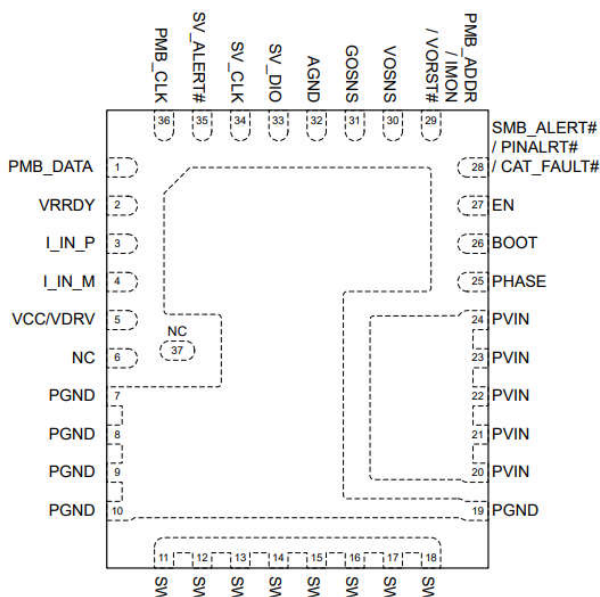 PMB_CLK
SV_ALERT#
SV_CLK
SV_DIO
AGND
GOSNS
VOSNS
PMB_ADDR
/ IMON
/ VORST#
36
35
34
33
32
31
30
29
SMB_ALERT#
/ PINALRT#
/ CAT_FAULT#
PMB_DATA 1
28
VRRDY 2
27 EN
I_IN_P 3
26 BOOT
I_IN_M 4
25 PHASE
VCC/VDRV 5
24 PVIN
NC
37
NC 6
23 PVIN
PGND 7
22 PVIN
PGND 8
21 PVIN
PGND 9
20 PVIN
PGND 10
19 PGND
11
12
13
14
15
16
17
18
SW
SW
SW
SW
SW
SW
SW
SW